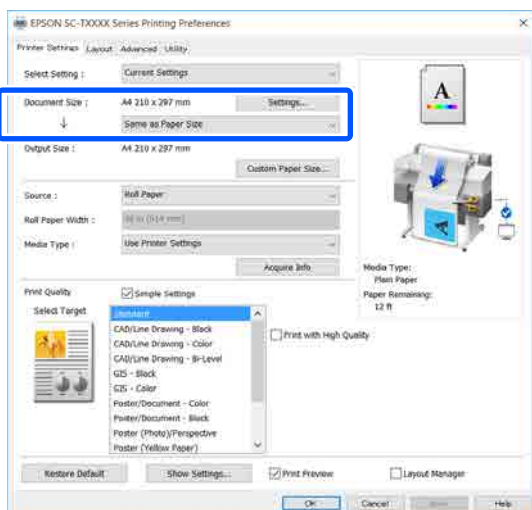 EPSON SC-TXXXX Series Printing Preferences
Printer Settings Layout Advanced Utility
Select Setting : Current Settings
Document Size : A4 210 x 297 mm Settings...
Same as Paper Size
Output Size : A4 210 x 297 mm
Custom Paper Size...
Source : Roll Paper
Roll Paper Width :
Media Type : Use Printer Settings
Acquire Info
A
Media Type:
Plain Paper
Paper Remaining:
12 ft
Print Quality Simple Settings
Select Target
Standard
CAD/Line Drawing - Black
CAD/Line Drawing - Color
CAD/Line Drawing - Bi-Level
GIS - Black
GIS - Color
Poster/Document - Color
Poster/Document - Black
Poster (Photo)/Perspective
Poster (Yellow Paper)
Print with High Quality
Restore Default Show Settings... Print Preview Layout Manager
OK Cancel Help